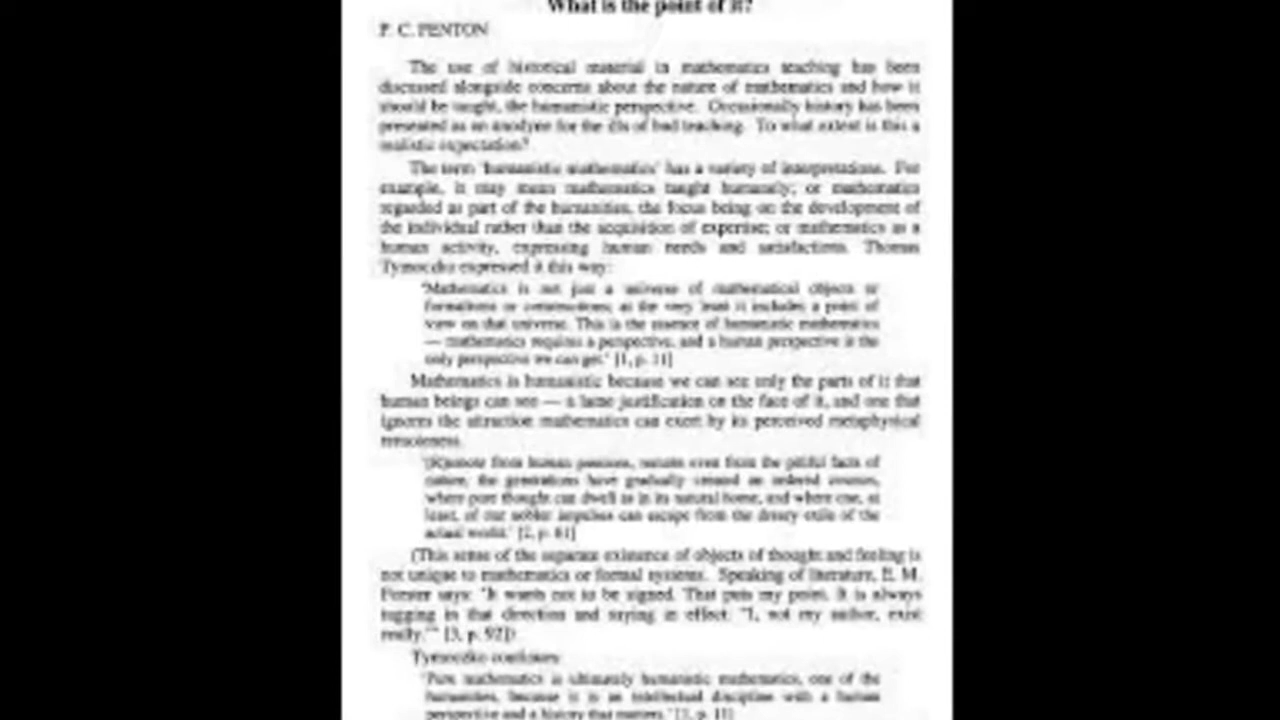 What is the point of it?
P. C. FENTON
The use of historical material in mathematics teaching has been
discussed alongside concerns about the nature of mathematics and how it
should be taught, the humanistic perspective. Occasionally history has been
presented as an anodyne for the ills of bad teaching. To what extent is this a
realistic expectation?
The term 'humanistic mathematics' has a variety of interpretations. For
example, it may mean mathematics taught humanely; or mathematics
regarded as part of the humanities, the focus being on the development of
the individual rather than the acquisition of expertise; or mathematics as a
human activity, expressing human needs and satisfactions. Thomas
Tymoczko expressed it this way:
'Mathematics is not just a universe of mathematical objects or
formalisms or constructions; at the very least it includes a point of
view on that universe. This is the essence of humanistic mathematics
— mathematics requires a perspective, and a human perspective is the
only perspective we can get.' [1, p. 11]
Mathematics is humanistic because we can see only the parts of it that
human beings can see — a lame justification on the face of it, and one that
ignores the attraction mathematics can exert by its perceived metaphysical
remoteness.
'[R]emote from human passions, remote even from the pitiful facts of
nature, the generations have gradually created an ordered cosmos,
where pure thought can dwell as in its natural home, and where one, at
least, of our nobler impulses can escape from the dreary exile of the
actual world.' [2, p. 61]
(This sense of the separate existence of objects of thought and feeling is
not unique to mathematics or formal systems. Speaking of literature, E. M.
Forster says: 'It wants not to be signed. That puts my point. It is always
tugging in that direction and saying in effect: "I, not my author, exist
really."' [3, p. 92])
Tymoczko continues:
'Pure mathematics is ultimately humanistic mathematics, one of the
humanities, because it is an intellectual discipline with a human
perspective and a history that matters.' [1, p. 11]